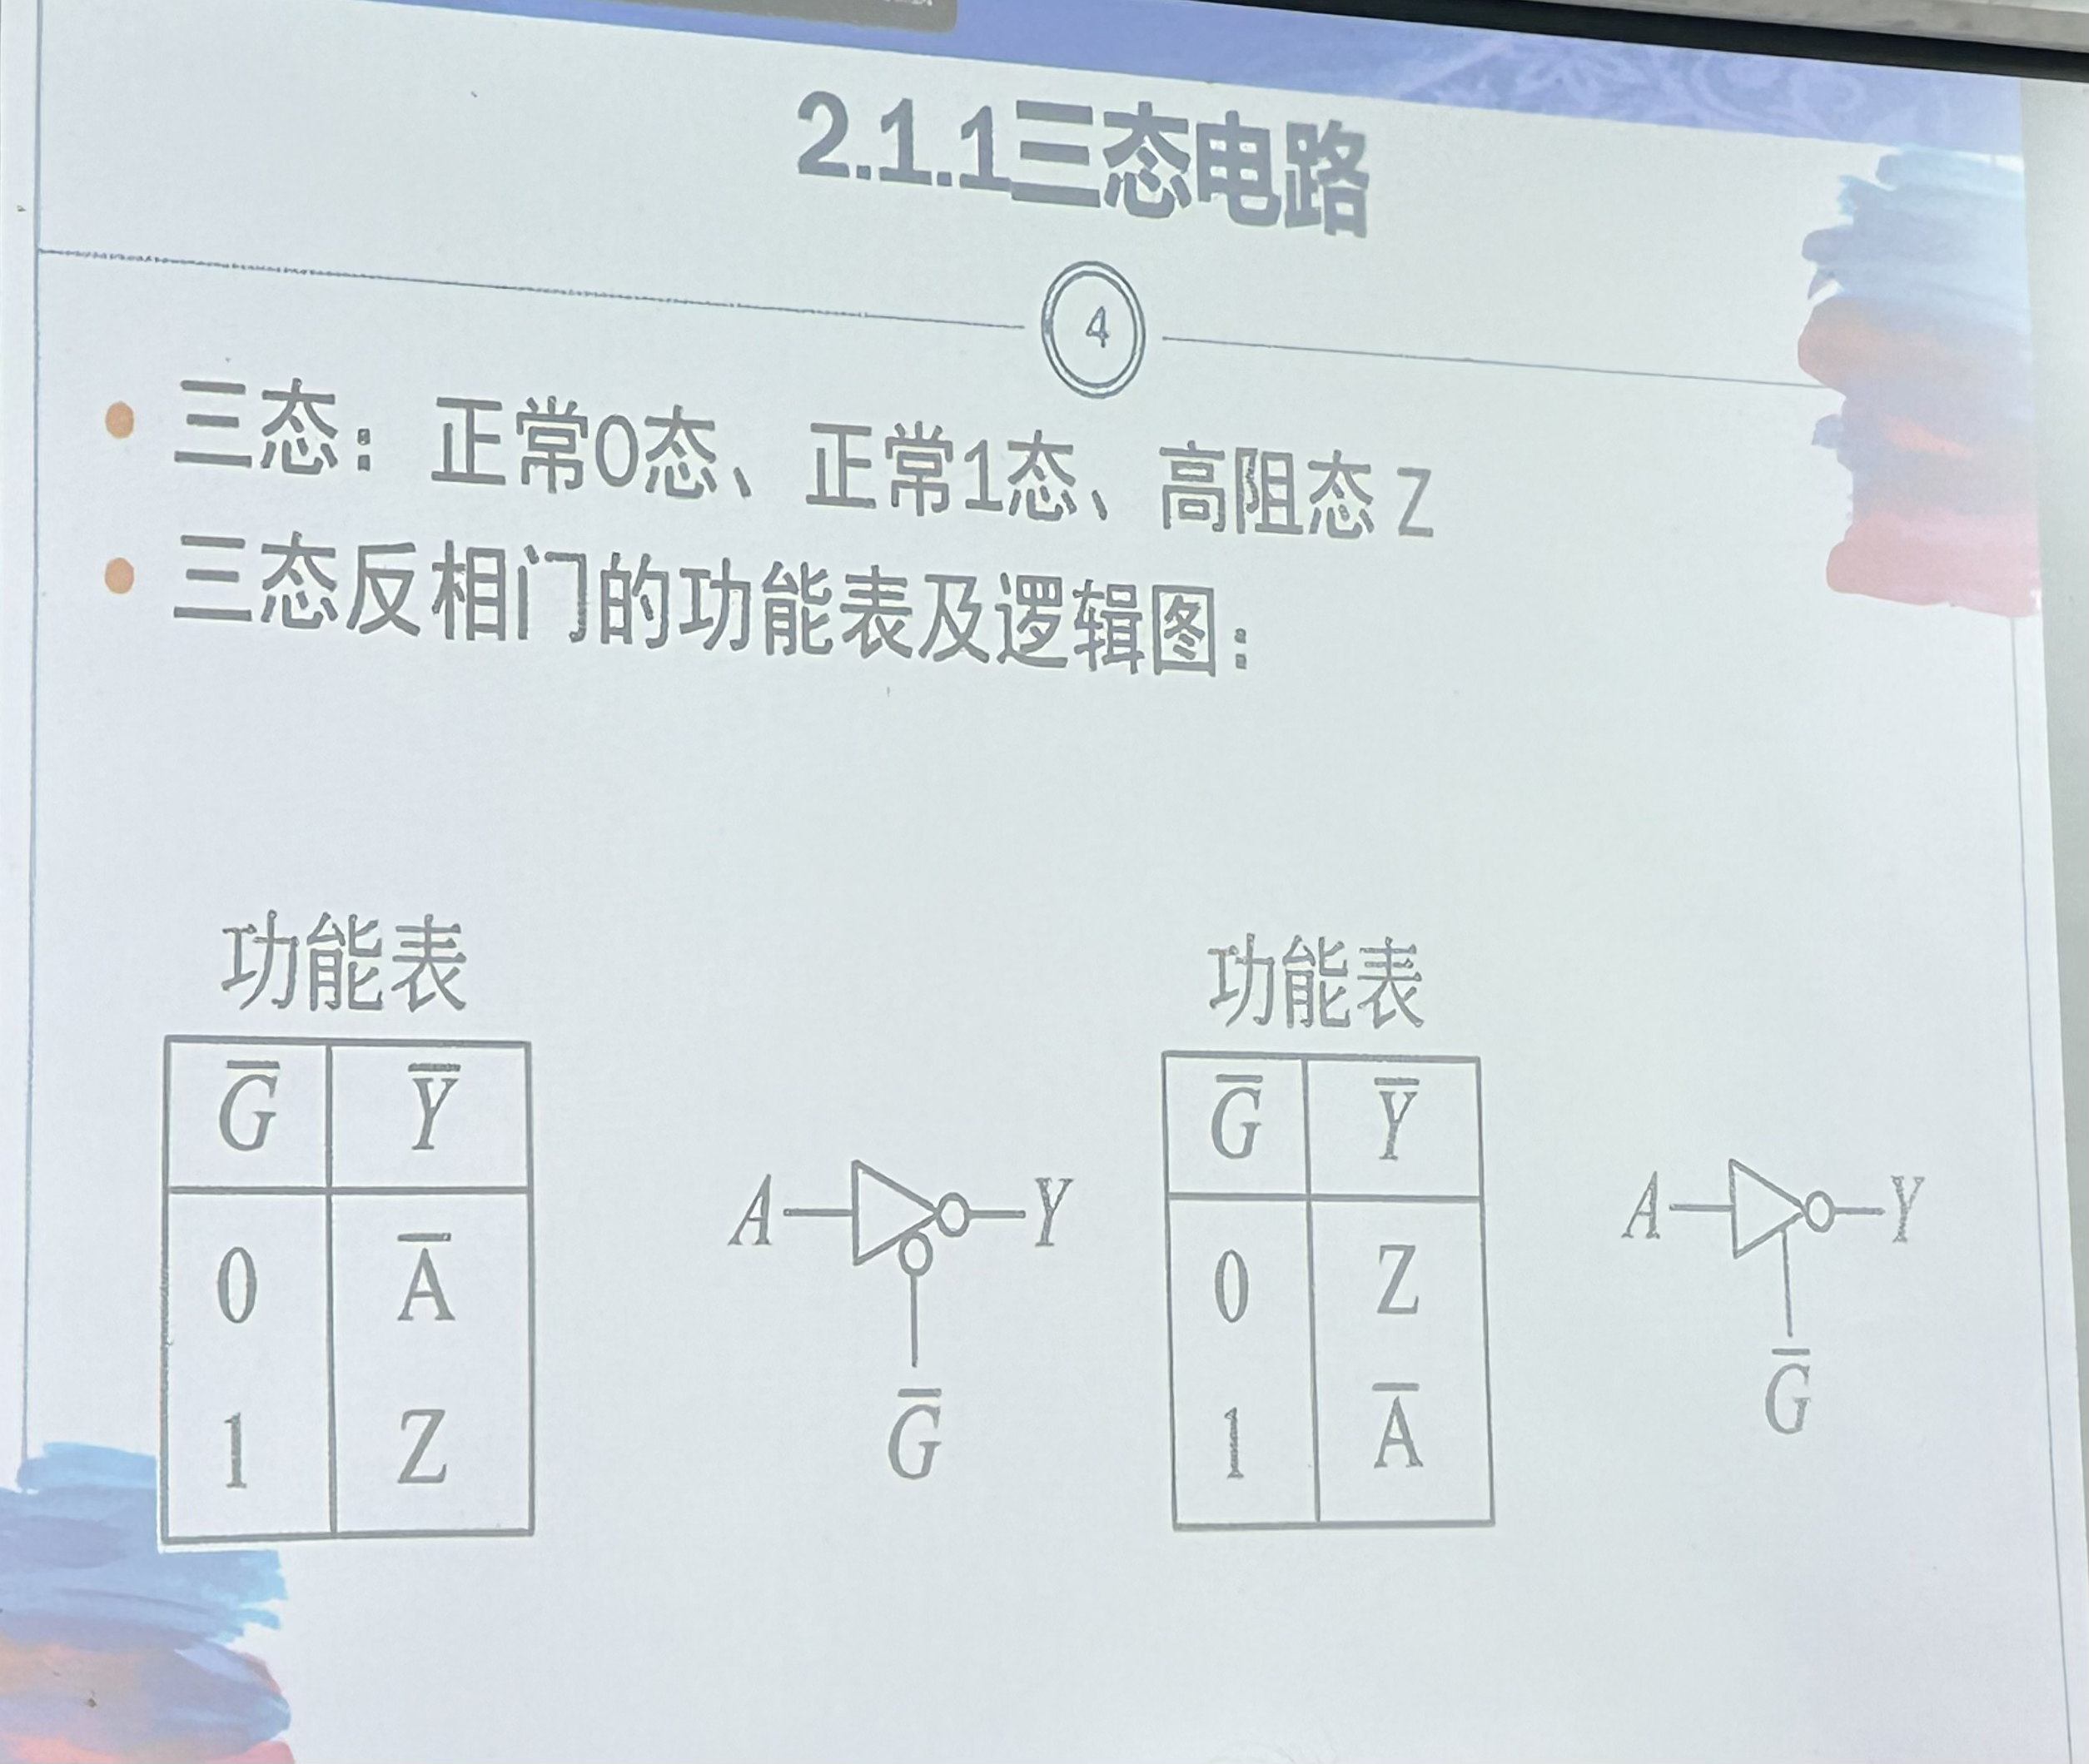 2.1.1三态电路
4
三态：正常0态、正常1态、高阻态 Z
三态反相门的功能表及逻辑图：
功能表
G̅ Y̅
0 A̅
1 Z
A Y
G̅
功能表
G̅ Y̅
0 Z
1 A̅
A Y
G̅